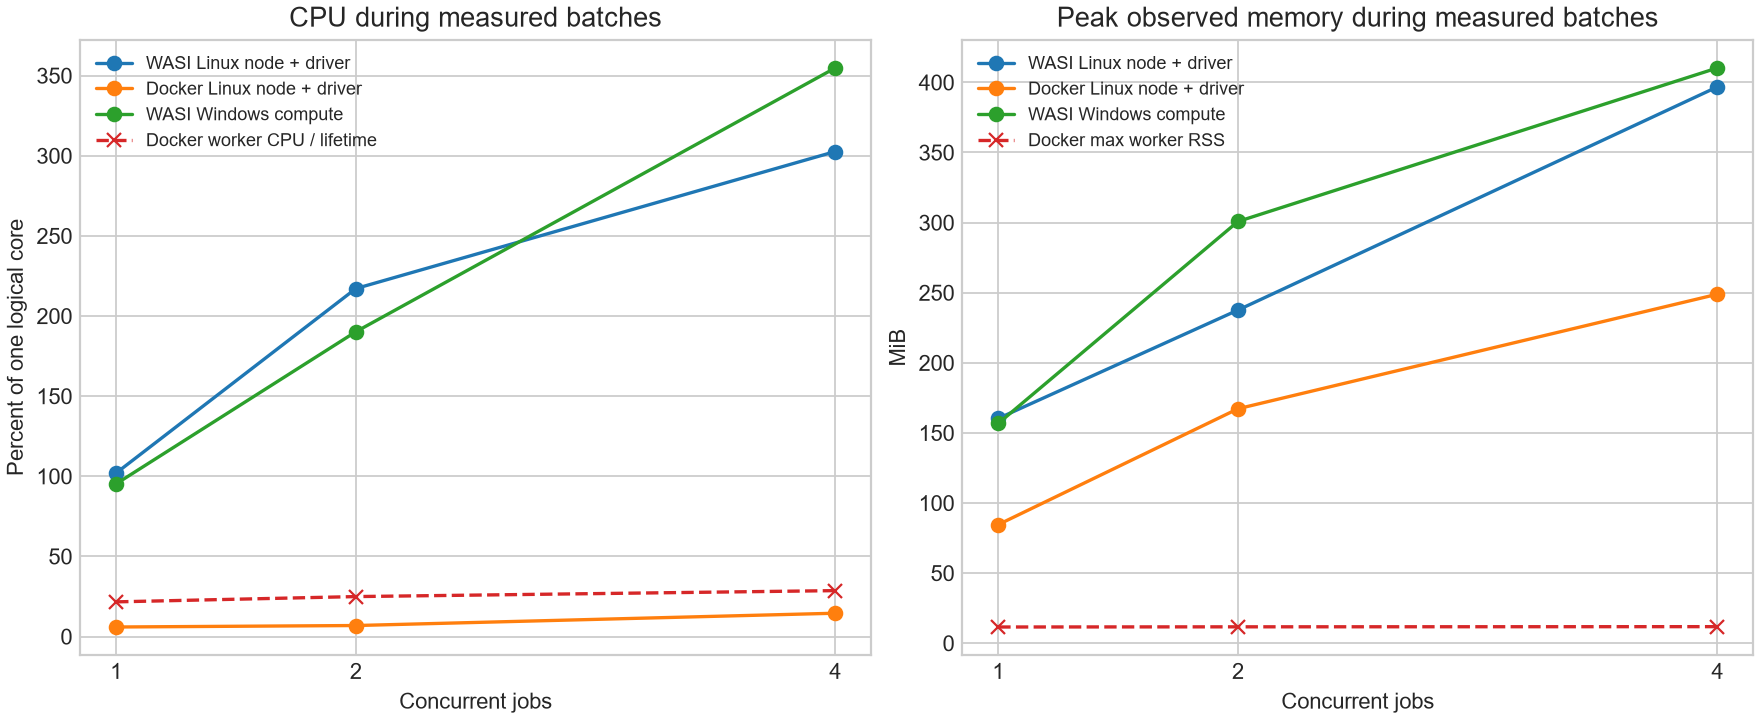 CPU during measured batches
WASI Linux node + driver
Docker Linux node + driver
WASI Windows compute
Docker worker CPU / lifetime
Percent of one logical core
350
300
250
200
150
100
50
0
1
2
4
Concurrent jobs
Peak observed memory during measured batches
WASI Linux node + driver
Docker Linux node + driver
WASI Windows compute
Docker max worker RSS
MiB
400
350
300
250
200
150
100
50
0
1
2
4
Concurrent jobs